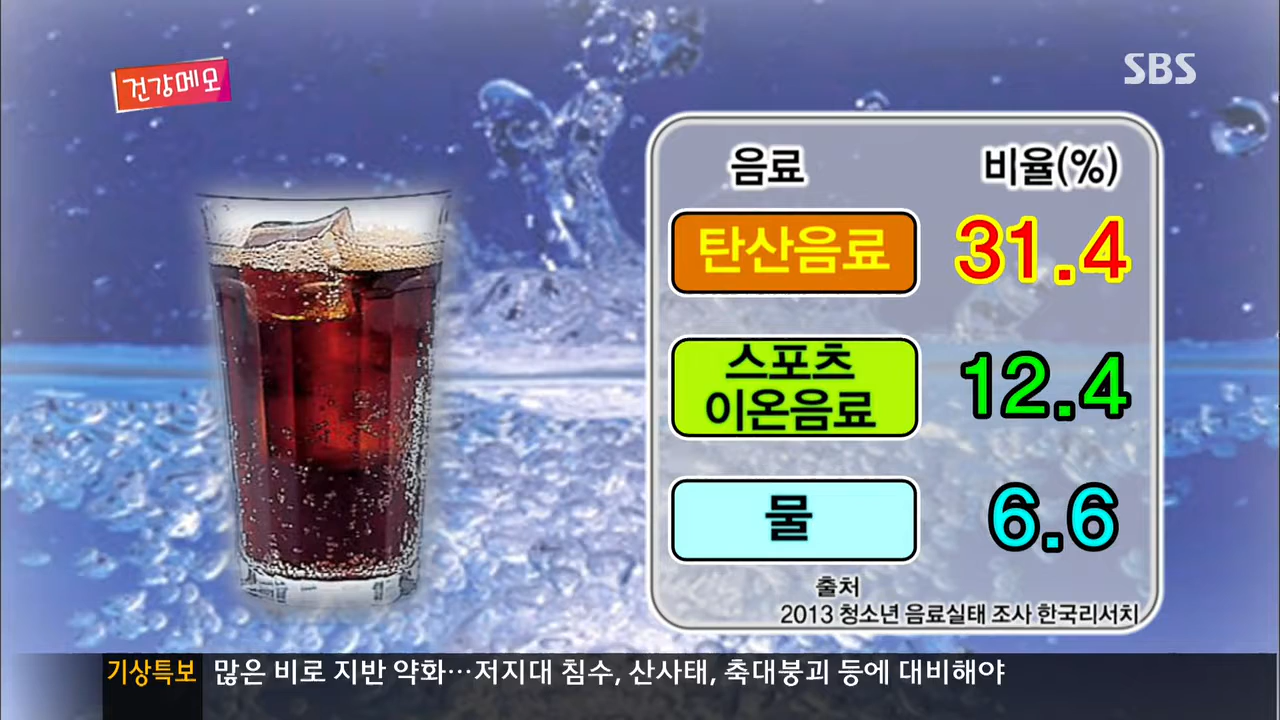 건강메모
SBS
음료 비율(%)
탄산음료 31.4
스포츠
이온음료 12.4
물 6.6
출처
2013 청소년 음료실태 조사 한국리서치
기상특보 많은 비로 지반 약화…저지대 침수, 산사태, 축대붕괴 등에 대비해야